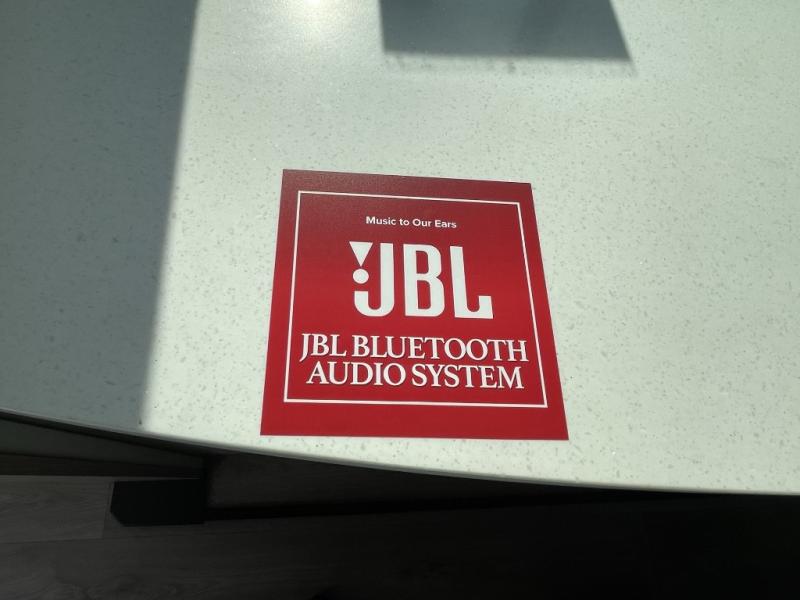 Music to Our Ears
JBL
JBL BLUETOOTH
AUDIO SYSTEM